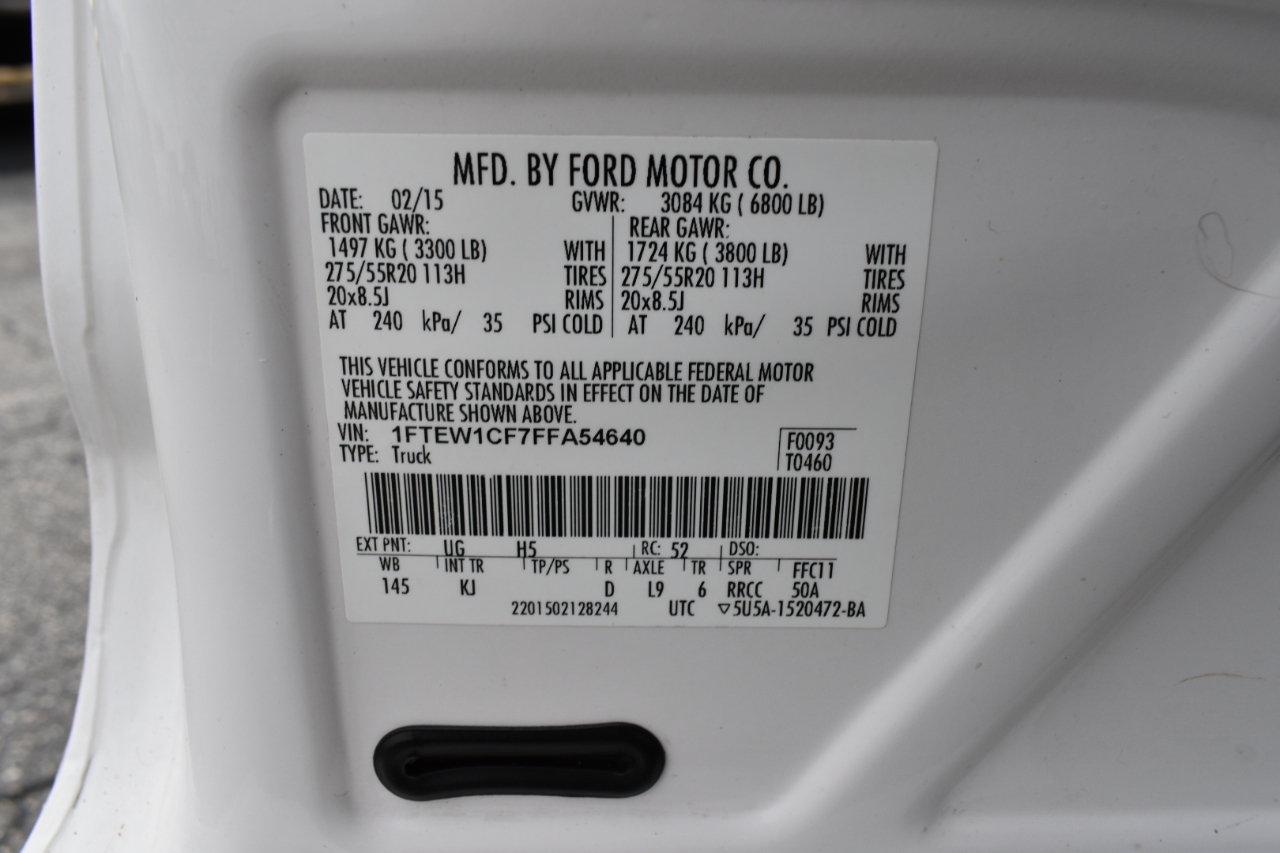 MFD. BY FORD MOTOR CO.
DATE: 02/15 GVWR: 3084 KG ( 6800 LB)
FRONT GAWR: REAR GAWR:
1497 KG ( 3300 LB) WITH 1724 KG ( 3800 LB) WITH
275/55R20 113H TIRES 275/55R20 113H TIRES
20x8.5J RIMS 20x8.5J RIMS
AT 240 kPa/ 35 PSI COLD AT 240 kPa/ 35 PSI COLD
THIS VEHICLE CONFORMS TO ALL APPLICABLE FEDERAL MOTOR
VEHICLE SAFETY STANDARDS IN EFFECT ON THE DATE OF
MANUFACTURE SHOWN ABOVE.
VIN: 1FTEW1CF7FFA54640 F0093
TYPE: Truck T0460
EXT PNT: UG H5 RC: 52 DSO:
WB INT TR TP/PS R AXLE TR SPR FFC11
145 KJ D L9 6 RRCC 50A
2201502128244 UTC ▽5U5A-1520472-BA